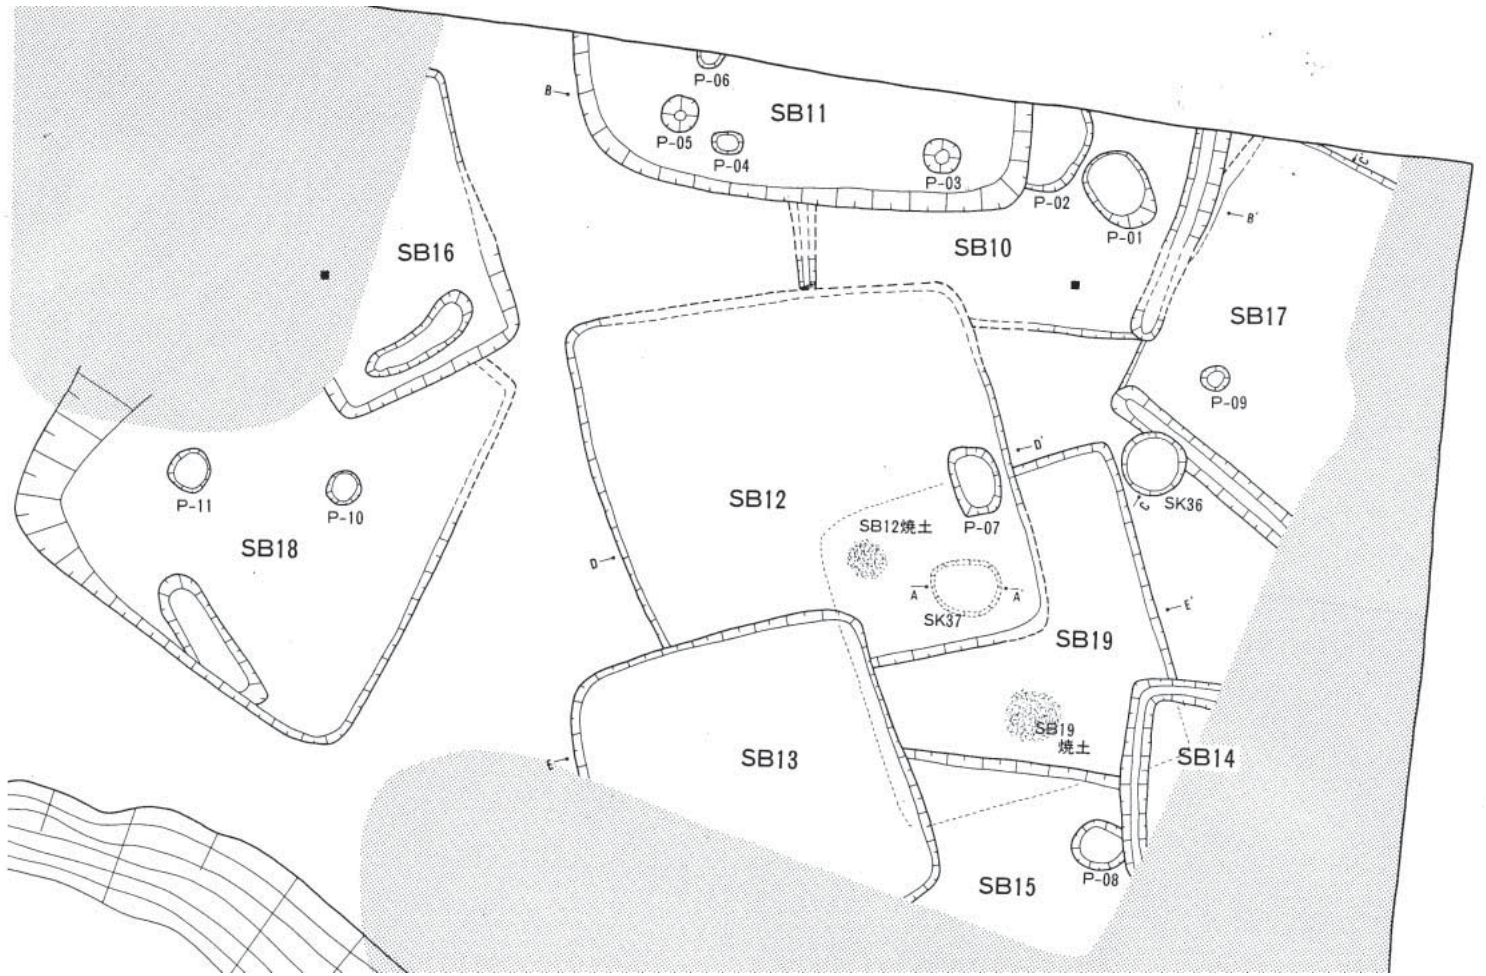 P-06
B
SB11
P-05
P-04
C'
P-03
P-02
B'
P-01
SB10
SB16
SB17
P-09
D'
SB12
SK36
C
P-11
P-10
SB12焼土
P-07
SB18
D
A
A'
SK37
E'
SB19
SB19
焼土
SB13
SB14
E
P-08
SB15